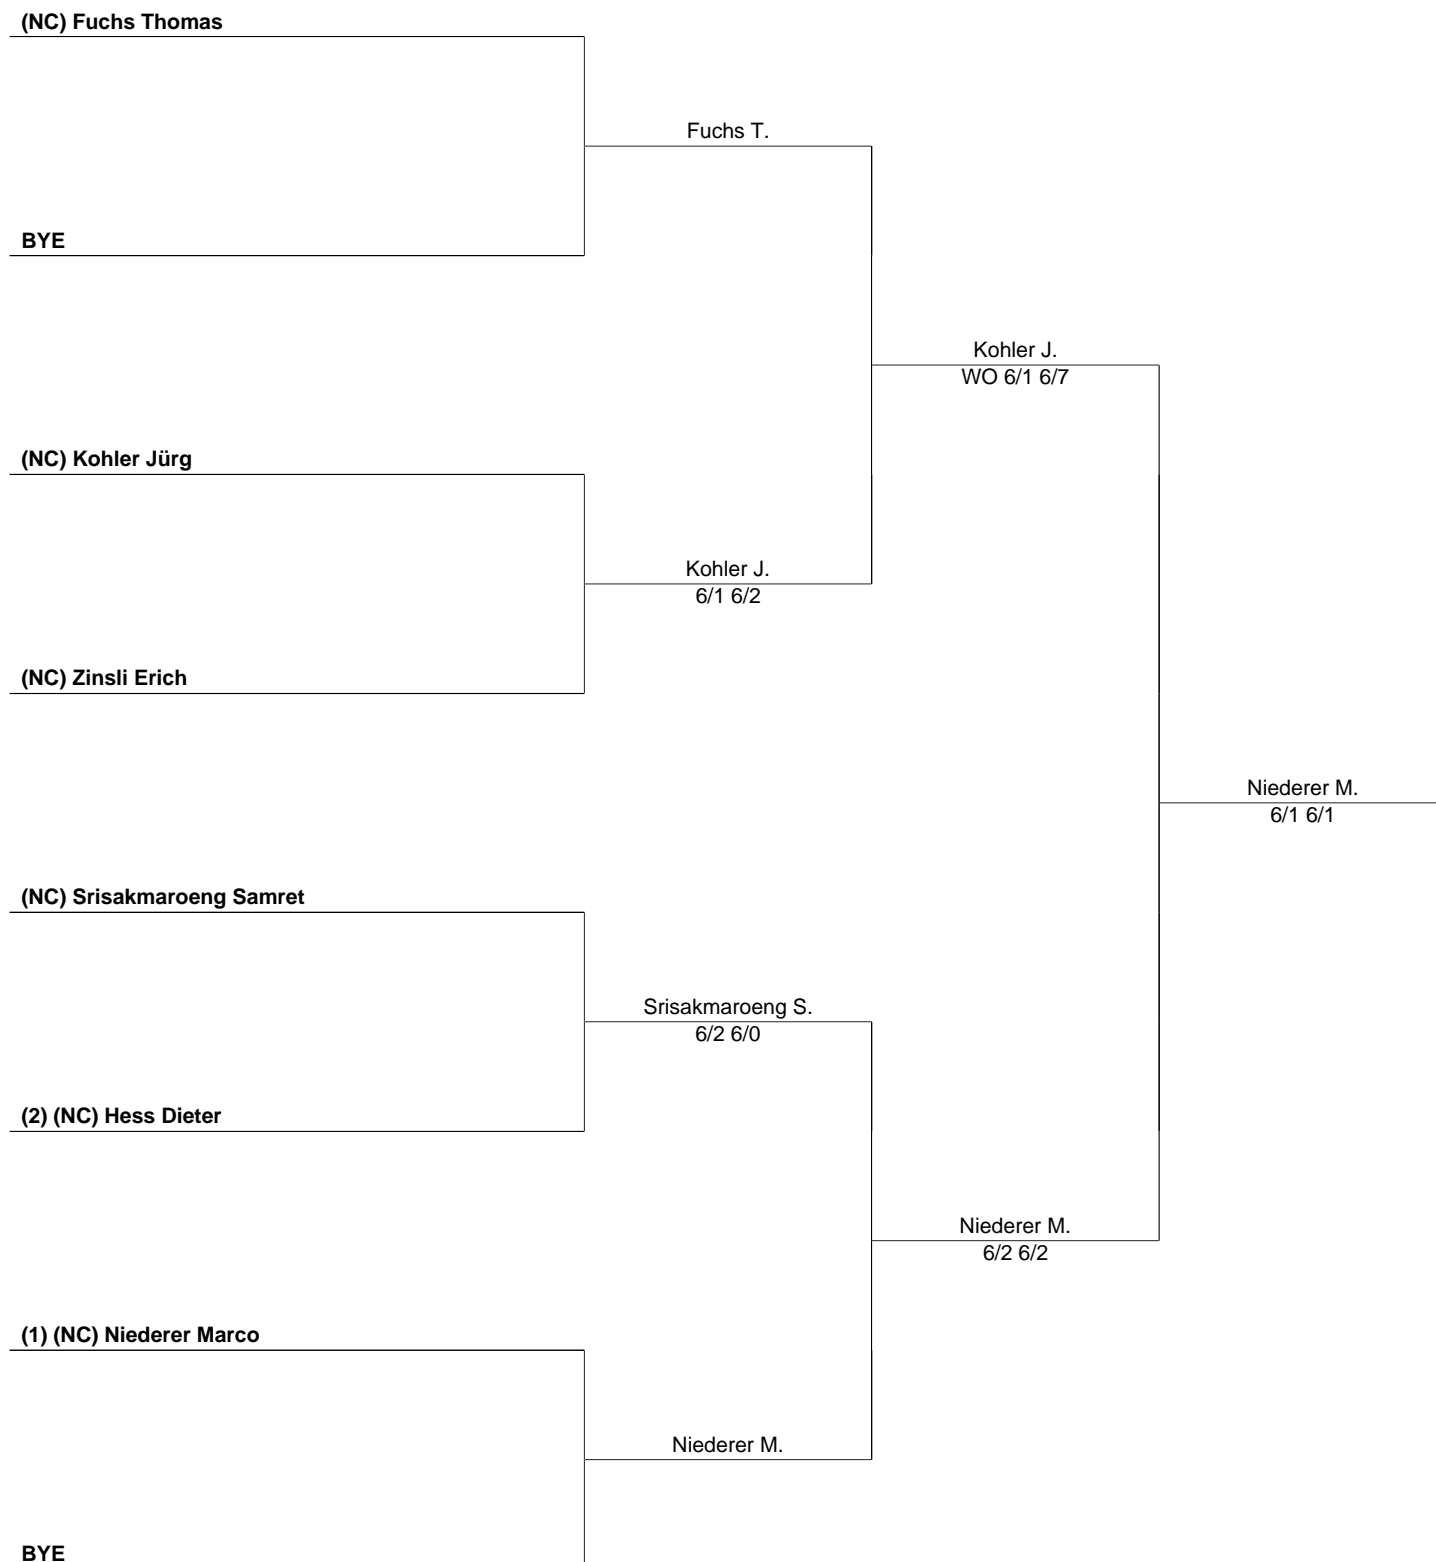 (NC) Fuchs Thomas
Fuchs T.
BYE
Kohler J.
WO 6/1 6/7
(NC) Kohler Jürg
Kohler J.
6/1 6/2
(NC) Zinsli Erich
Niederer M.
6/1 6/1
(NC) Srisakmaroeng Samret
Srisakmaroeng S.
6/2 6/0
(2) (NC) Hess Dieter
Niederer M.
6/2 6/2
(1) (NC) Niederer Marco
Niederer M.
BYE